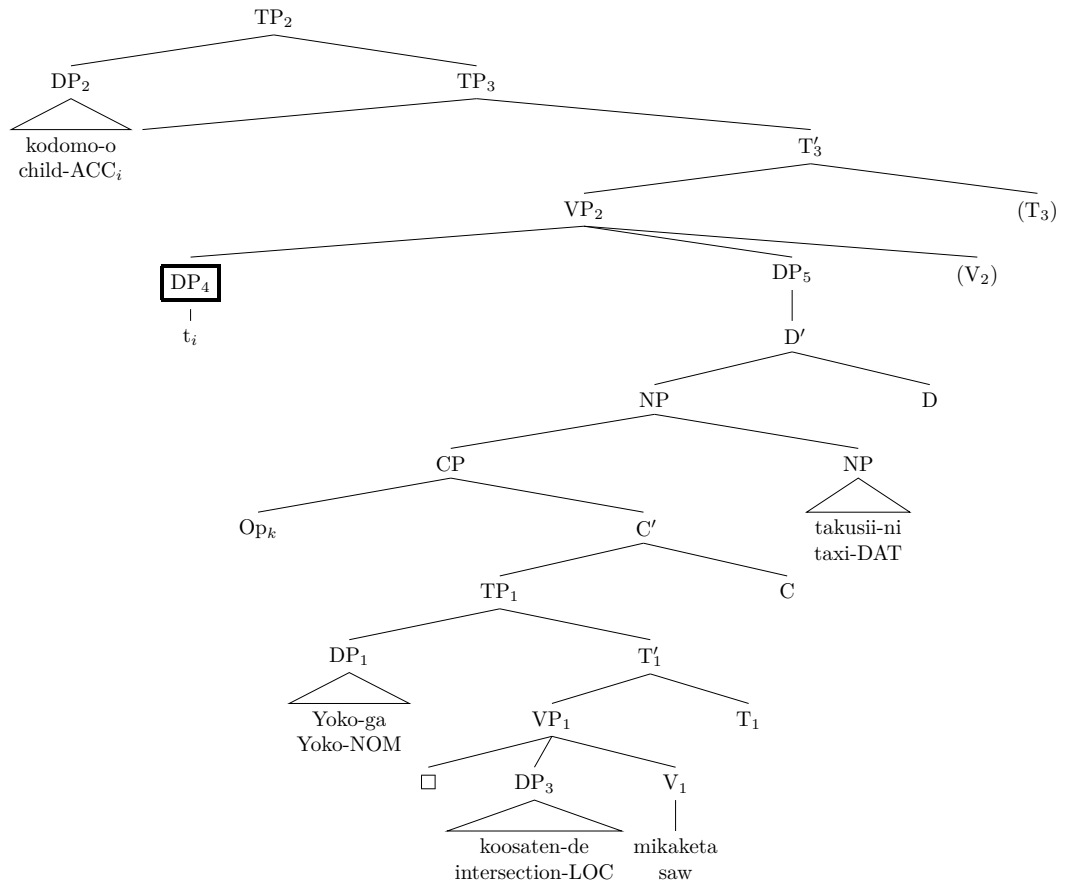 TP₂
DP₂ TP₃
kodomo-o
child-ACCᵢ
T′₃
VP₂ (T₃)
DP₄ DP₅ (V₂)
tᵢ D′
NP D
CP NP
Opₖ C′ takusii-ni
taxi-DAT
TP₁ C
DP₁ T′₁
Yoko-ga
Yoko-NOM
VP₁ T₁
□ DP₃ V₁
koosaten-de mikaketa
intersection-LOC saw